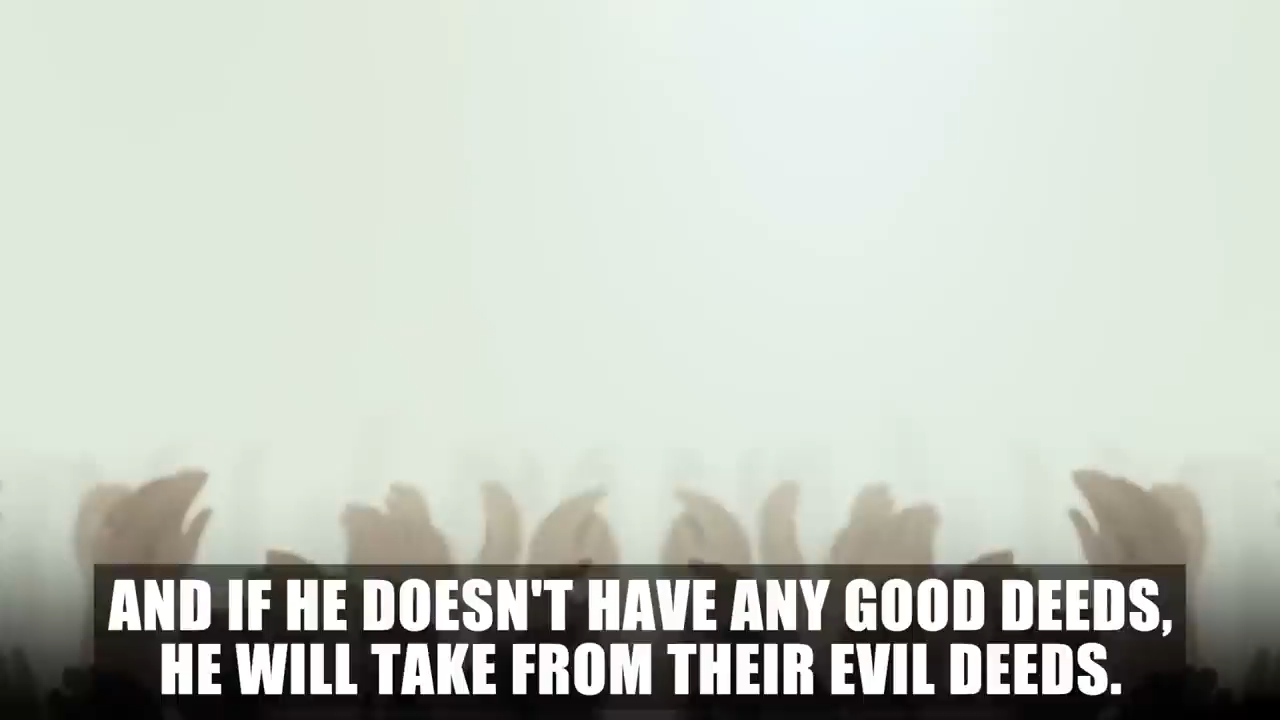 AND IF HE DOESN'T HAVE ANY GOOD DEEDS,
HE WILL TAKE FROM THEIR EVIL DEEDS.